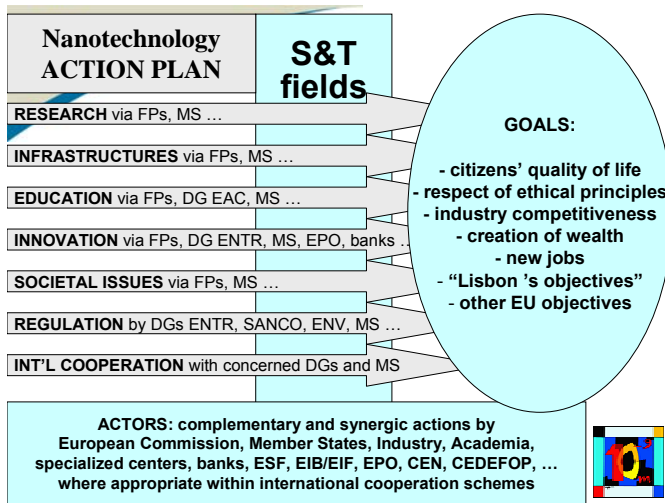 Nanotechnology
ACTION PLAN
S&T
fields
RESEARCH via FPs, MS …
INFRASTRUCTURES via FPs, MS …
EDUCATION via FPs, DG EAC, MS …
INNOVATION via FPs, DG ENTR, MS, EPO, banks ..
SOCIETAL ISSUES via FPs, MS …
REGULATION by DGs ENTR, SANCO, ENV, MS …
INT’L COOPERATION with concerned DGs and MS
GOALS:
- citizens’ quality of life
- respect of ethical principles
- industry competitiveness
- creation of wealth
- new jobs
- “Lisbon ’s objectives”
- other EU objectives
ACTORS: complementary and synergic actions by
European Commission, Member States, Industry, Academia,
specialized centers, banks, ESF, EIB/EIF, EPO, CEN, CEDEFOP, …
where appropriate within international cooperation schemes